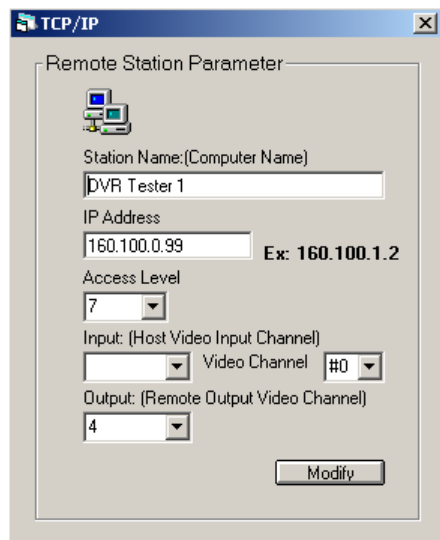 TCP/IP
Remote Station Parameter
Station Name:(Computer Name)
DVR Tester 1
IP Address
160.100.0.99 Ex: 160.100.1.2
Access Level
7
Input: (Host Video Input Channel)
Video Channel #0
Output: (Remote Output Video Channel)
4
Modify